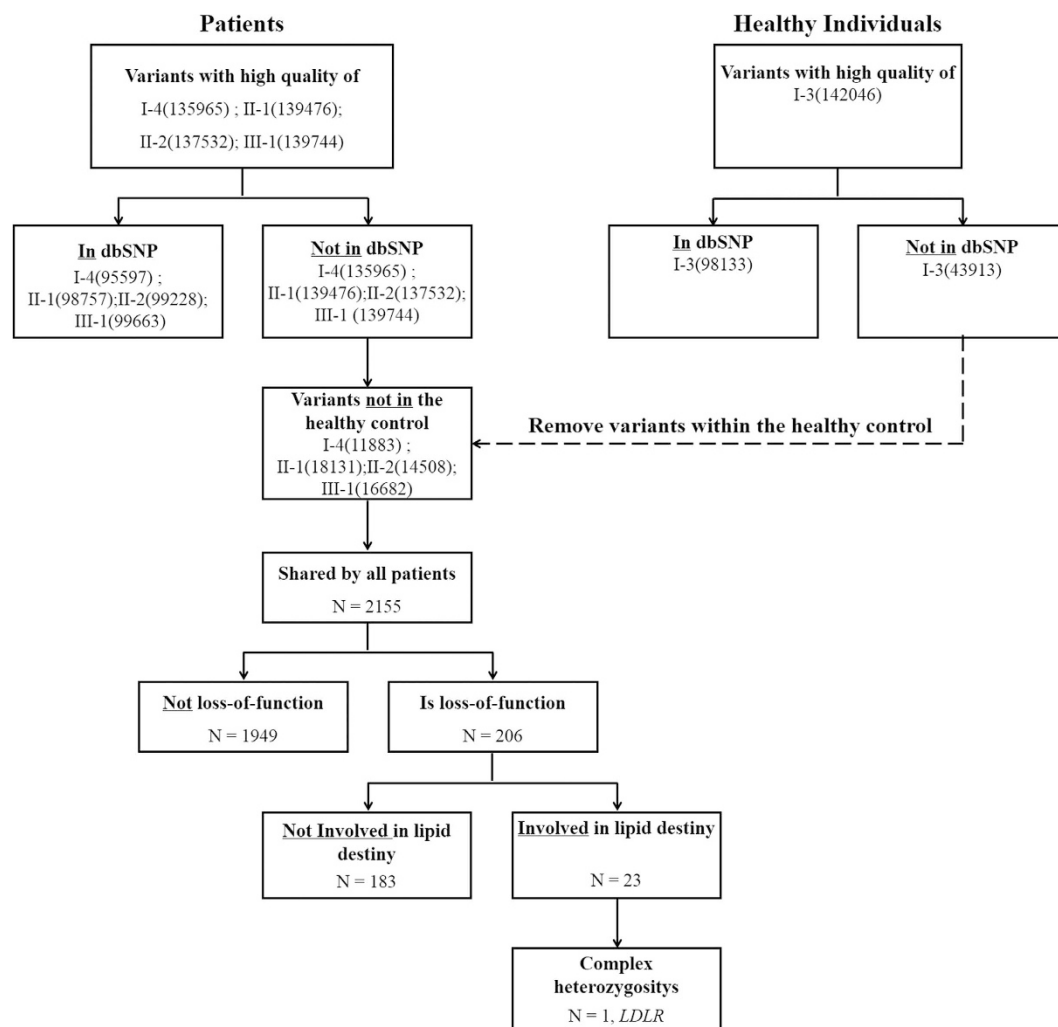 Patients
Healthy Individuals
Variants with high quality of
I-4(135965) ; II-1(139476);
II-2(137532); III-1(139744)
Variants with high quality of
I-3(142046)
In dbSNP
I-4(95597) ;
II-1(98757);II-2(99228);
III-1(99663)
Not in dbSNP
I-4(135965) ;
II-1(139476);II-2(137532);
III-1 (139744)
In dbSNP
I-3(98133)
Not in dbSNP
I-3(43913)
Variants not in the
healthy control
I-4(11883) ;
II-1(18131);II-2(14508);
III-1(16682)
Remove variants within the healthy control
Shared by all patients
N = 2155
Not loss-of-function
N = 1949
Is loss-of-function
N = 206
Not Involved in lipid
destiny
N = 183
Involved in lipid destiny
N = 23
Complex
heterozygositys
N = 1, LDLR